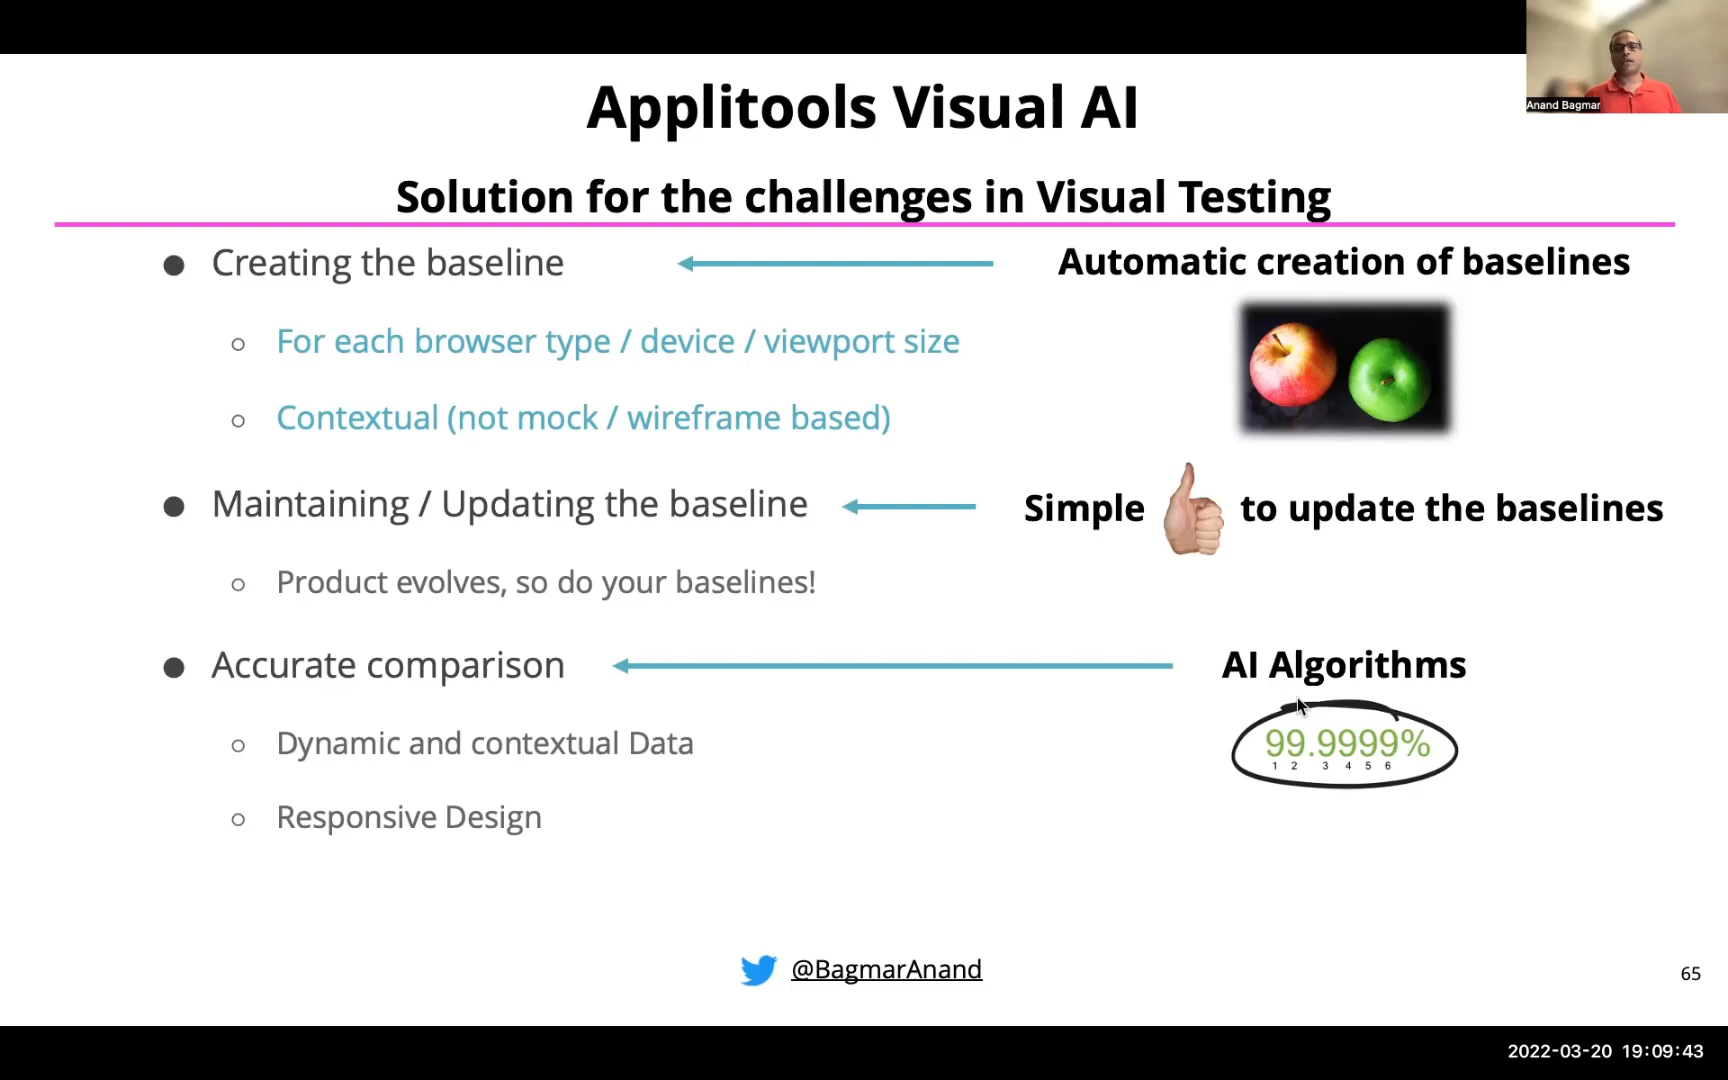 Anand Bagmar
Applitools Visual AI
Solution for the challenges in Visual Testing
● Creating the baseline
Automatic creation of baselines
○ For each browser type / device / viewport size
○ Contextual (not mock / wireframe based)
● Maintaining / Updating the baseline
Simple to update the baselines
○ Product evolves, so do your baselines!
● Accurate comparison
AI Algorithms
○ Dynamic and contextual Data
99.9999%
1 2 3 4 5 6
○ Responsive Design
@BagmarAnand
65
2022-03-20 19:09:43